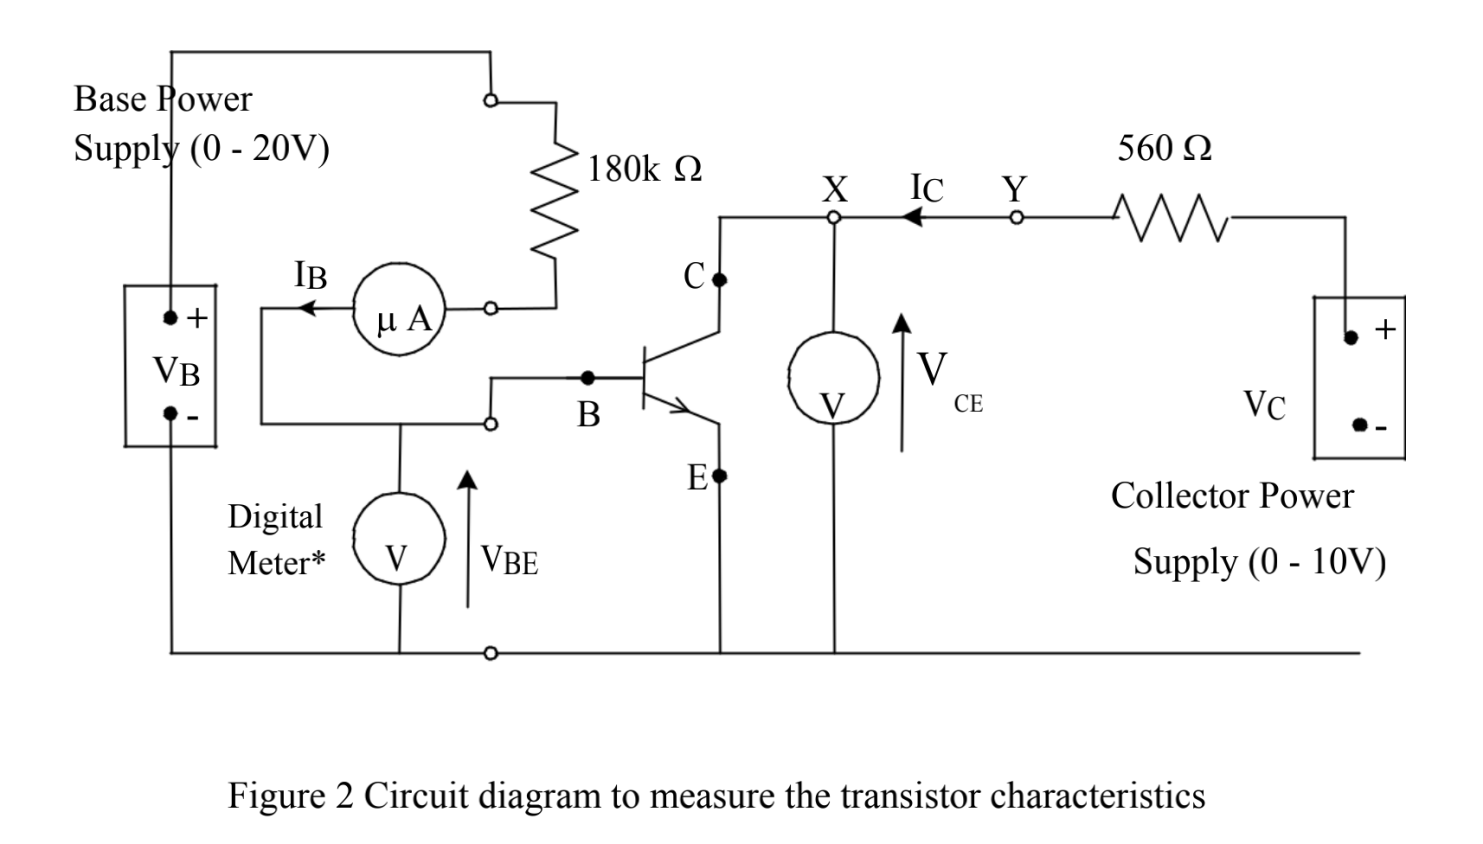 Base Power
Supply (0 - 20V)
180k Ω
560 Ω
X
IC
Y
IB
C
μ A
+
VB
-
B
V
V
CE
+
VC
-
E
Collector Power
Supply (0 - 10V)
Digital
Meter*
V
VBE
Figure 2 Circuit diagram to measure the transistor characteristics